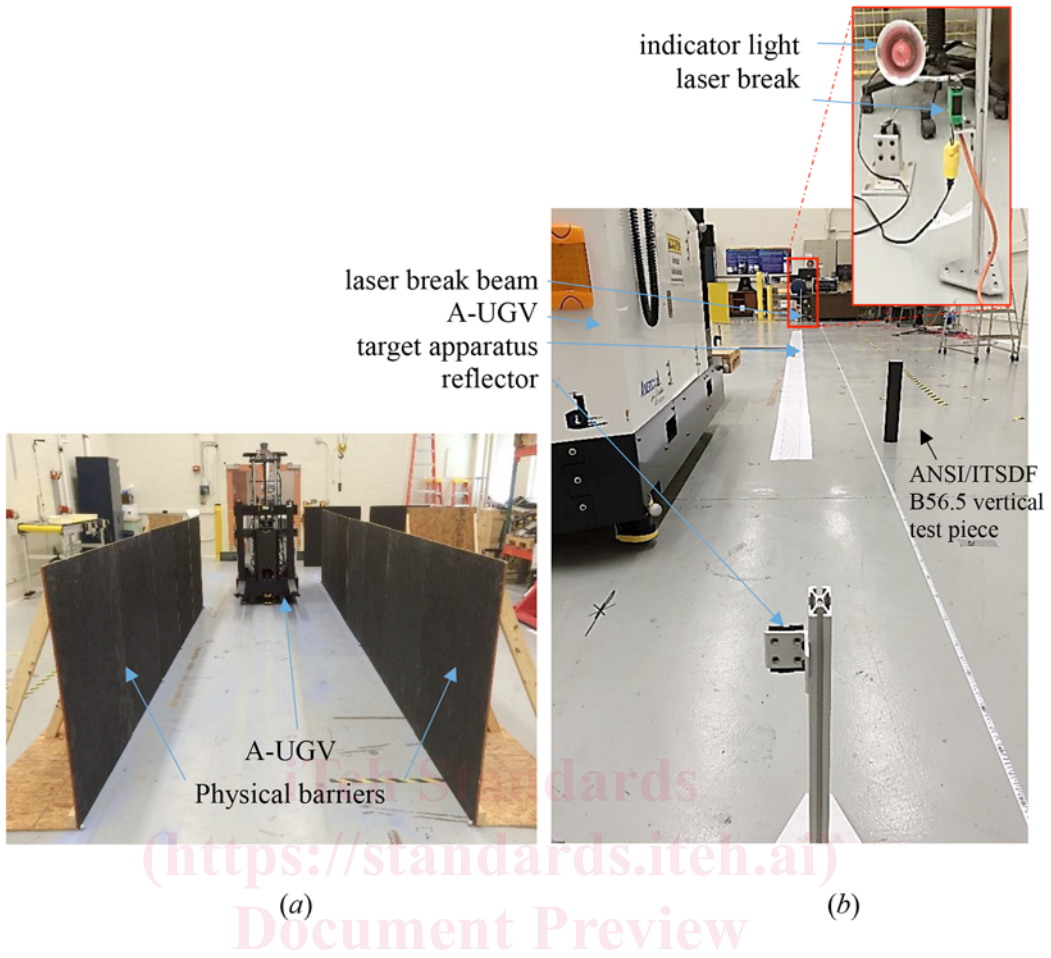 indicator light
laser break
laser break beam
A-UGV
target apparatus
reflector
ANSI/ITSDF
B56.5 vertical
test piece
A-UGV
Physical barriers
iTeh Standards
(https://standards.iteh.ai)
Document Preview
(a)
(b)